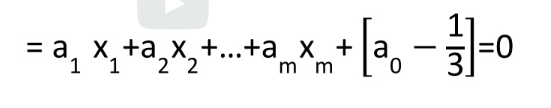 = a₁ x₁+a₂x₂+...+aₘxₘ+ [a₀ − 1/3]=0